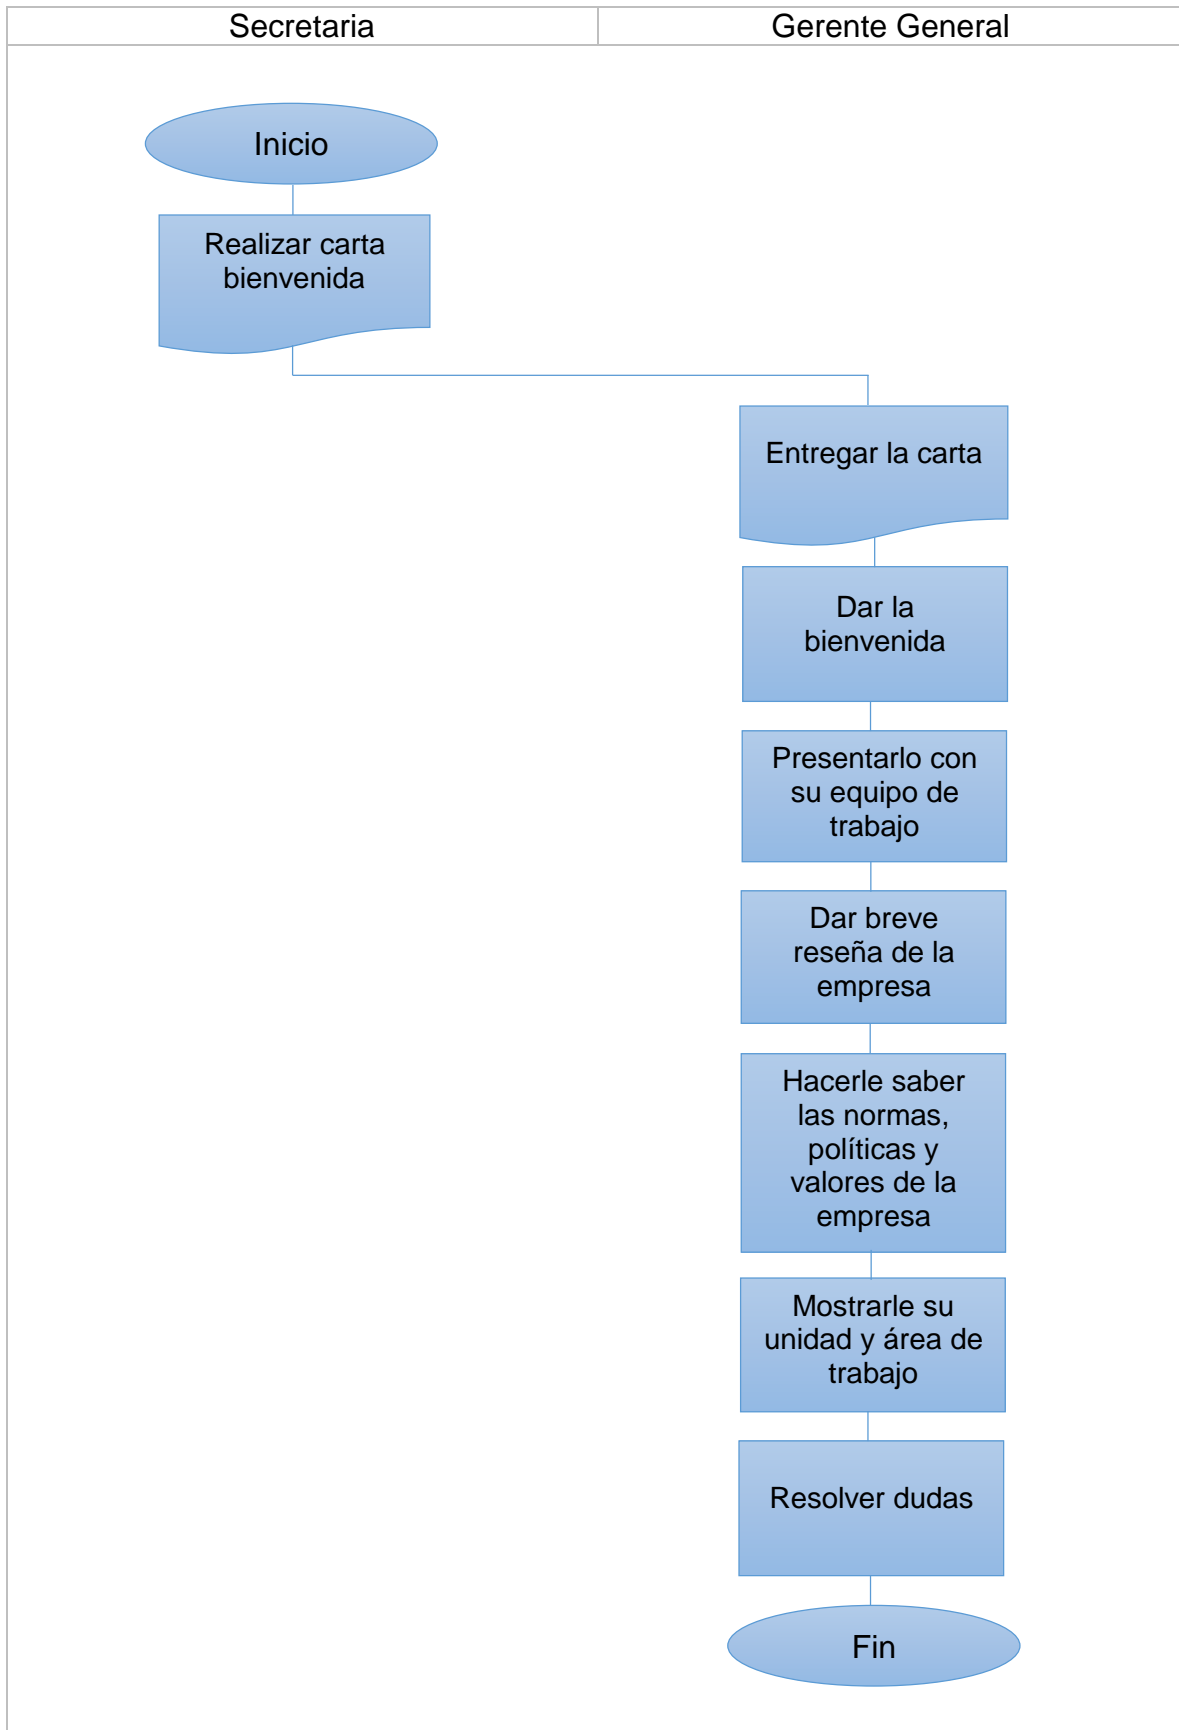 Secretaria
Gerente General
Inicio
Realizar carta
bienvenida
Entregar la carta
Dar la
bienvenida
Presentarlo con
su equipo de
trabajo
Dar breve
reseña de la
empresa
Hacerle saber
las normas,
políticas y
valores de la
empresa
Mostrarle su
unidad y área de
trabajo
Resolver dudas
Fin